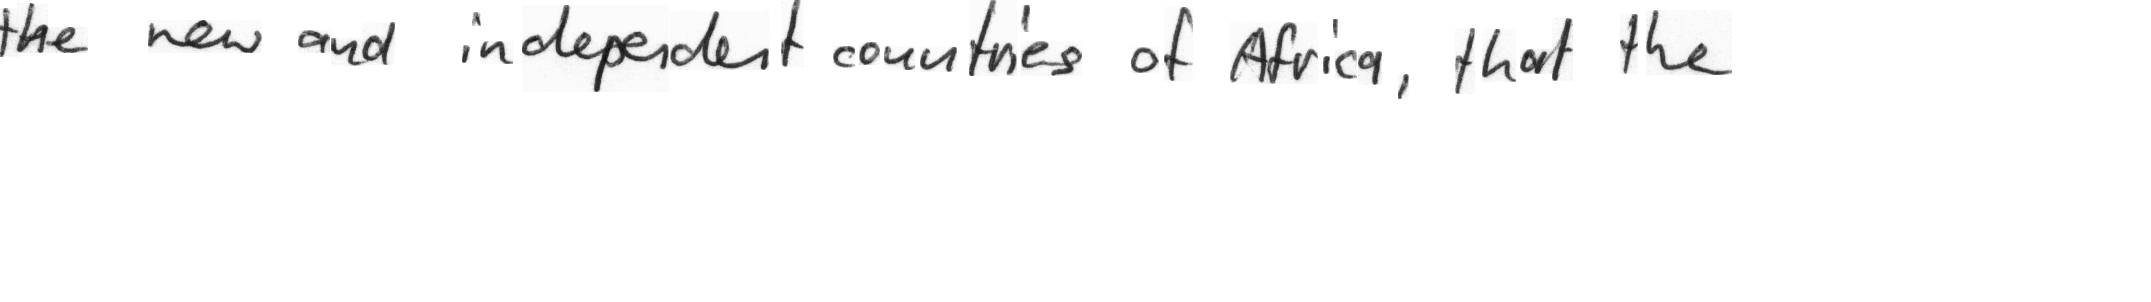 the new and independent countries of Africa, that the